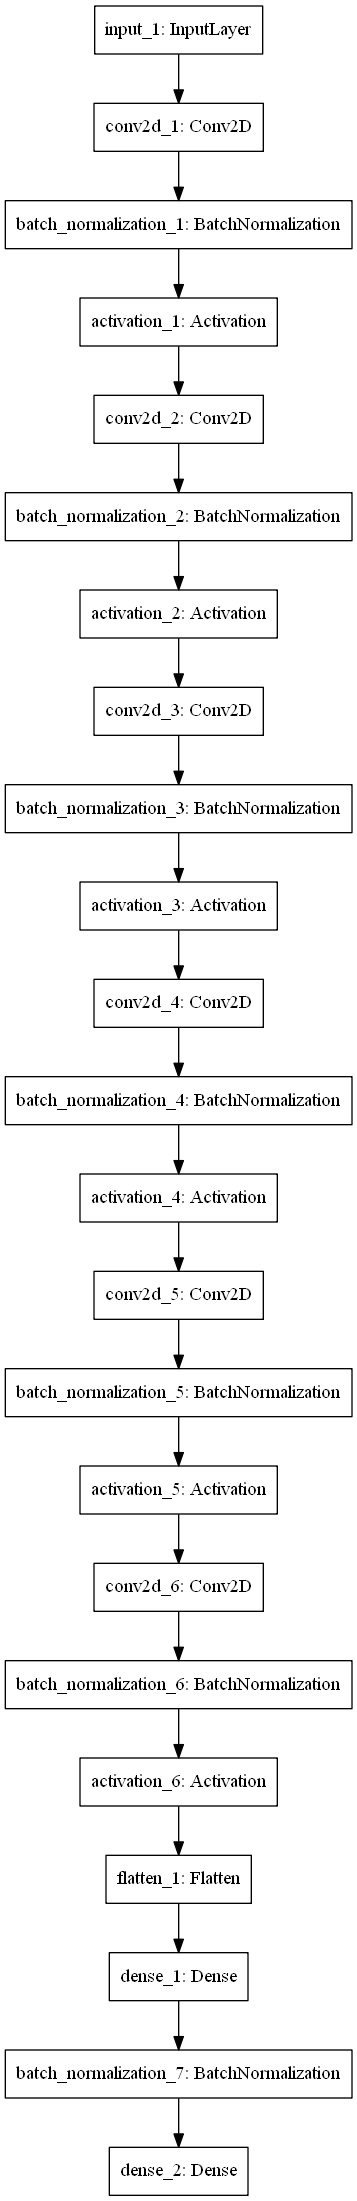 input_1: InputLayer
conv2d_1: Conv2D
batch_normalization_1: BatchNormalization
activation_1: Activation
conv2d_2: Conv2D
batch_normalization_2: BatchNormalization
activation_2: Activation
conv2d_3: Conv2D
batch_normalization_3: BatchNormalization
activation_3: Activation
conv2d_4: Conv2D
batch_normalization_4: BatchNormalization
activation_4: Activation
conv2d_5: Conv2D
batch_normalization_5: BatchNormalization
activation_5: Activation
conv2d_6: Conv2D
batch_normalization_6: BatchNormalization
activation_6: Activation
flatten_1: Flatten
dense_1: Dense
batch_normalization_7: BatchNormalization
dense_2: Dense